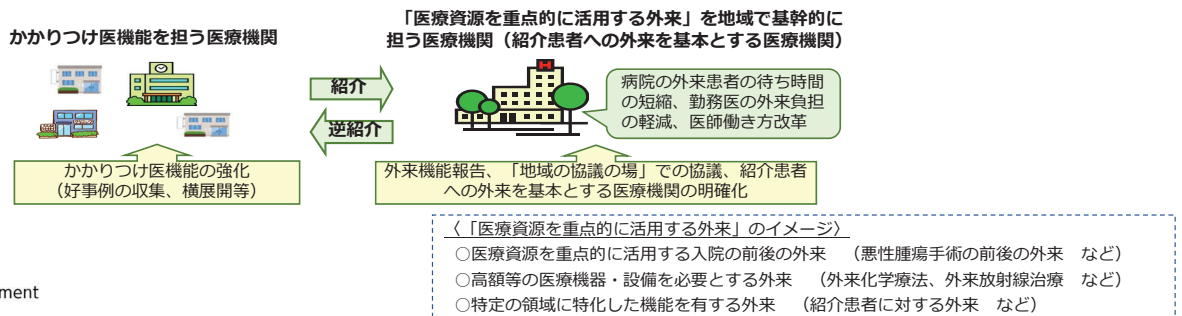 かかりつけ医機能を担う医療機関
「医療資源を重点的に活用する外来」を地域で基幹的に
担う医療機関（紹介患者への外来を基本とする医療機関）
紹介
逆紹介
H
病院の外来患者の待ち時間
の短縮、勤務医の外来負担
の軽減、医師働き方改革
かかりつけ医機能の強化
（好事例の収集、横展開等）
外来機能報告、「地域の協議の場」での協議、紹介患者
への外来を基本とする医療機関の明確化
〈「医療資源を重点的に活用する外来」のイメージ〉
○医療資源を重点的に活用する入院の前後の外来　（悪性腫瘍手術の前後の外来　など）
○高額等の医療機器・設備を必要とする外来　（外来化学療法、外来放射線治療　など）
○特定の領域に特化した機能を有する外来　（紹介患者に対する外来　など）
ment